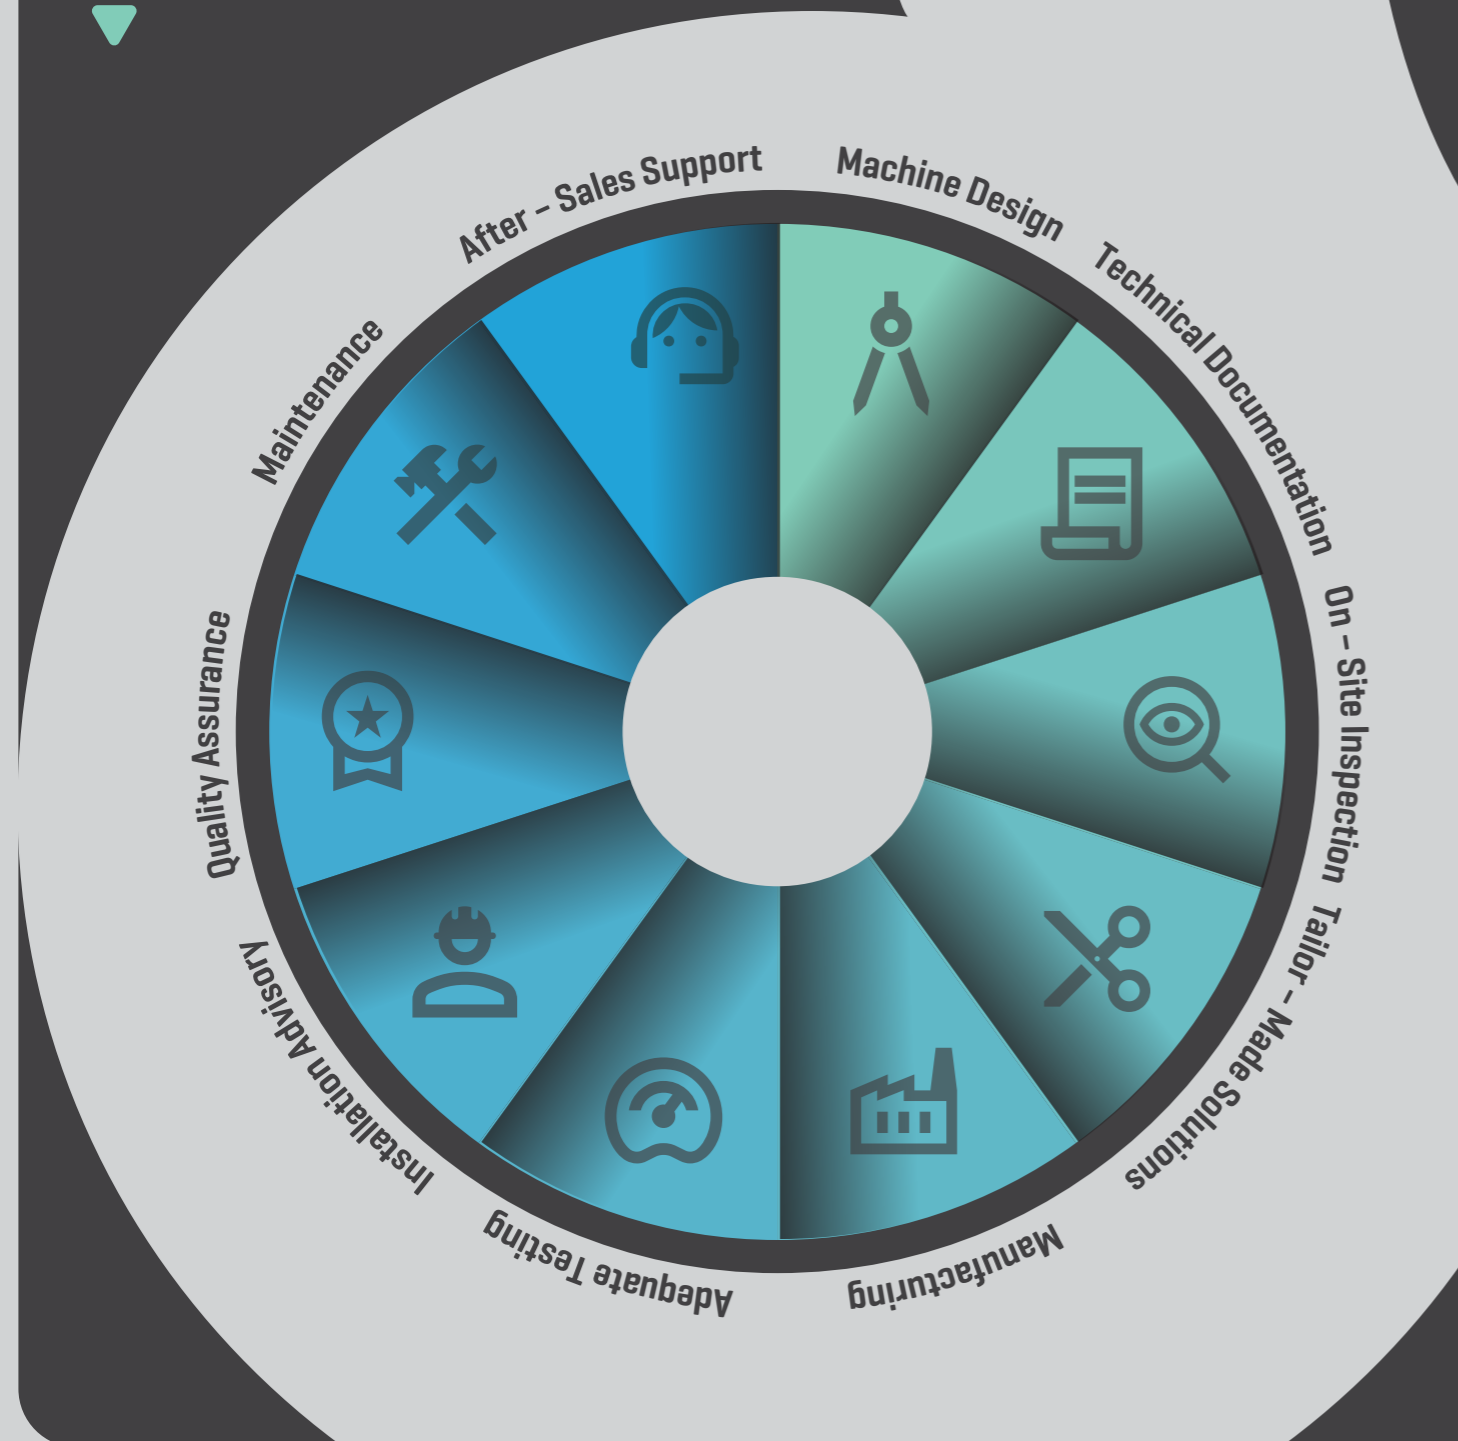 Machine Design
Technical Documentation
On – Site Inspection
Tailor – Made Solutions
Manufacturing
Adequate Testing
Installation Advisory
Quality Assurance
Maintenance
After – Sales Support